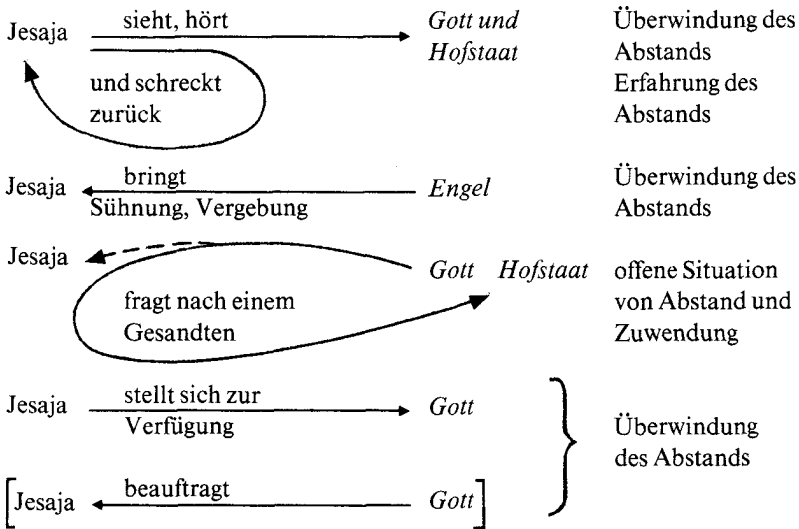 Jesaja sieht, hört Gott und Überwindung des
Hofstaat Abstands
und schreckt Erfahrung des
zurück Abstands
Jesaja bringt Engel Überwindung des
Sühnung, Vergebung Abstands
Jesaja Gott Hofstaat offene Situation
fragt nach einem von Abstand und
Gesandten Zuwendung
Jesaja stellt sich zur Gott
Verfügung Überwindung
des Abstands
[Jesaja beauftragt Gott]